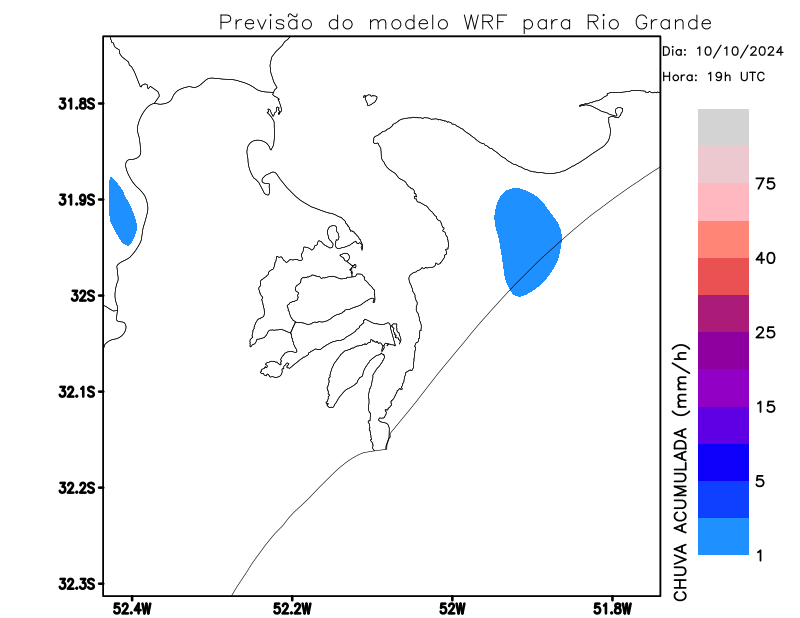 Previsão do modelo WRF para Rio Grande
Dia: 10/10/2024
Hora: 19h UTC
31.8S
31.9S
32S
32.1S
32.2S
32.3S
52.4W
52.2W
52W
51.8W
75
40
25
15
5
1
CHUVA ACUMULADA (mm/h)